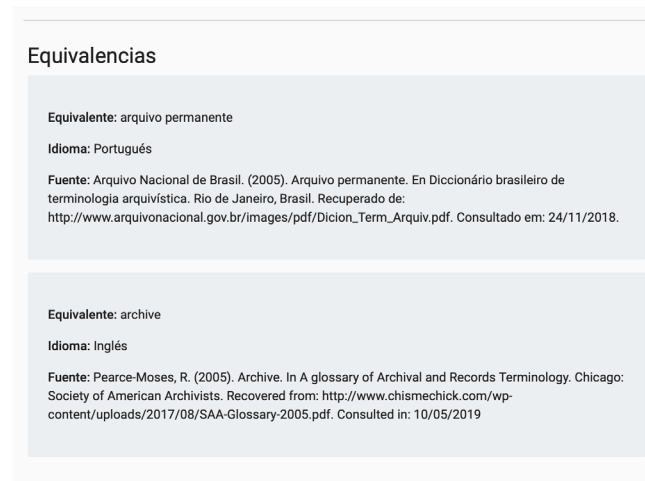 Equivalencias
Equivalente: arquivo permanente
Idioma: Portugués
Fuente: Arquivo Nacional de Brasil. (2005). Arquivo permanente. En Diccionário brasileiro de
terminologia arquivística. Rio de Janeiro, Brasil. Recuperado de:
http://www.arquivonacional.gov.br/images/pdf/Dicion_Term_Arquiv.pdf. Consultado em: 24/11/2018.
Equivalente: archive
Idioma: Inglés
Fuente: Pearce-Moses, R. (2005). Archive. In A glossary of Archival and Records Terminology. Chicago:
Society of American Archivists. Recovered from: http://www.chismechick.com/wp-
content/uploads/2017/08/SAA-Glossary-2005.pdf. Consulted in: 10/05/2019